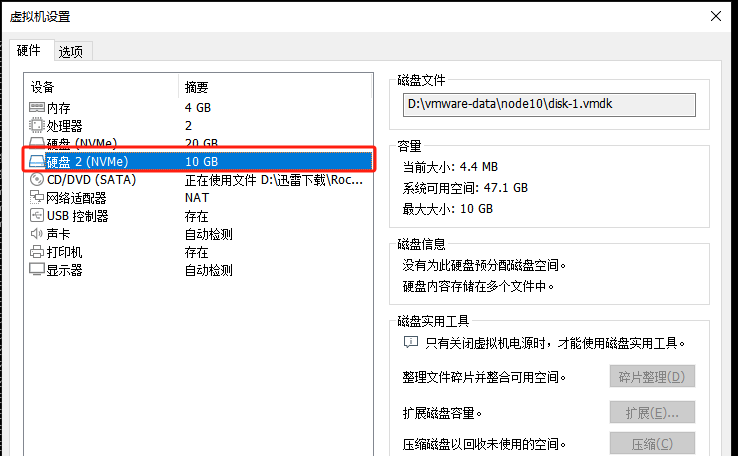 虚拟机设置
硬件 选项
设备 摘要
内存 4 GB
处理器 2
硬盘 (NVMe) 20 GB
硬盘 2 (NVMe) 10 GB
CD/DVD (SATA) 正在使用文件 D:\迅雷下载\Roc...
网络适配器 NAT
USB 控制器 存在
声卡 自动检测
打印机 存在
显示器 自动检测
磁盘文件
D:\vmware-data\node10\disk-1.vmdk
容量
当前大小: 4.4 MB
系统可用空间: 47.1 GB
最大大小: 10 GB
磁盘信息
没有为此硬盘预分配磁盘空间。
硬盘内容存储在多个文件中。
磁盘实用工具
只有关闭虚拟机电源时，才能使用磁盘实用工具。
整理文件碎片并整合可用空间。 碎片整理(D)
扩展磁盘容量。 扩展(E)...
压缩磁盘以回收未使用的空间。 压缩(C)